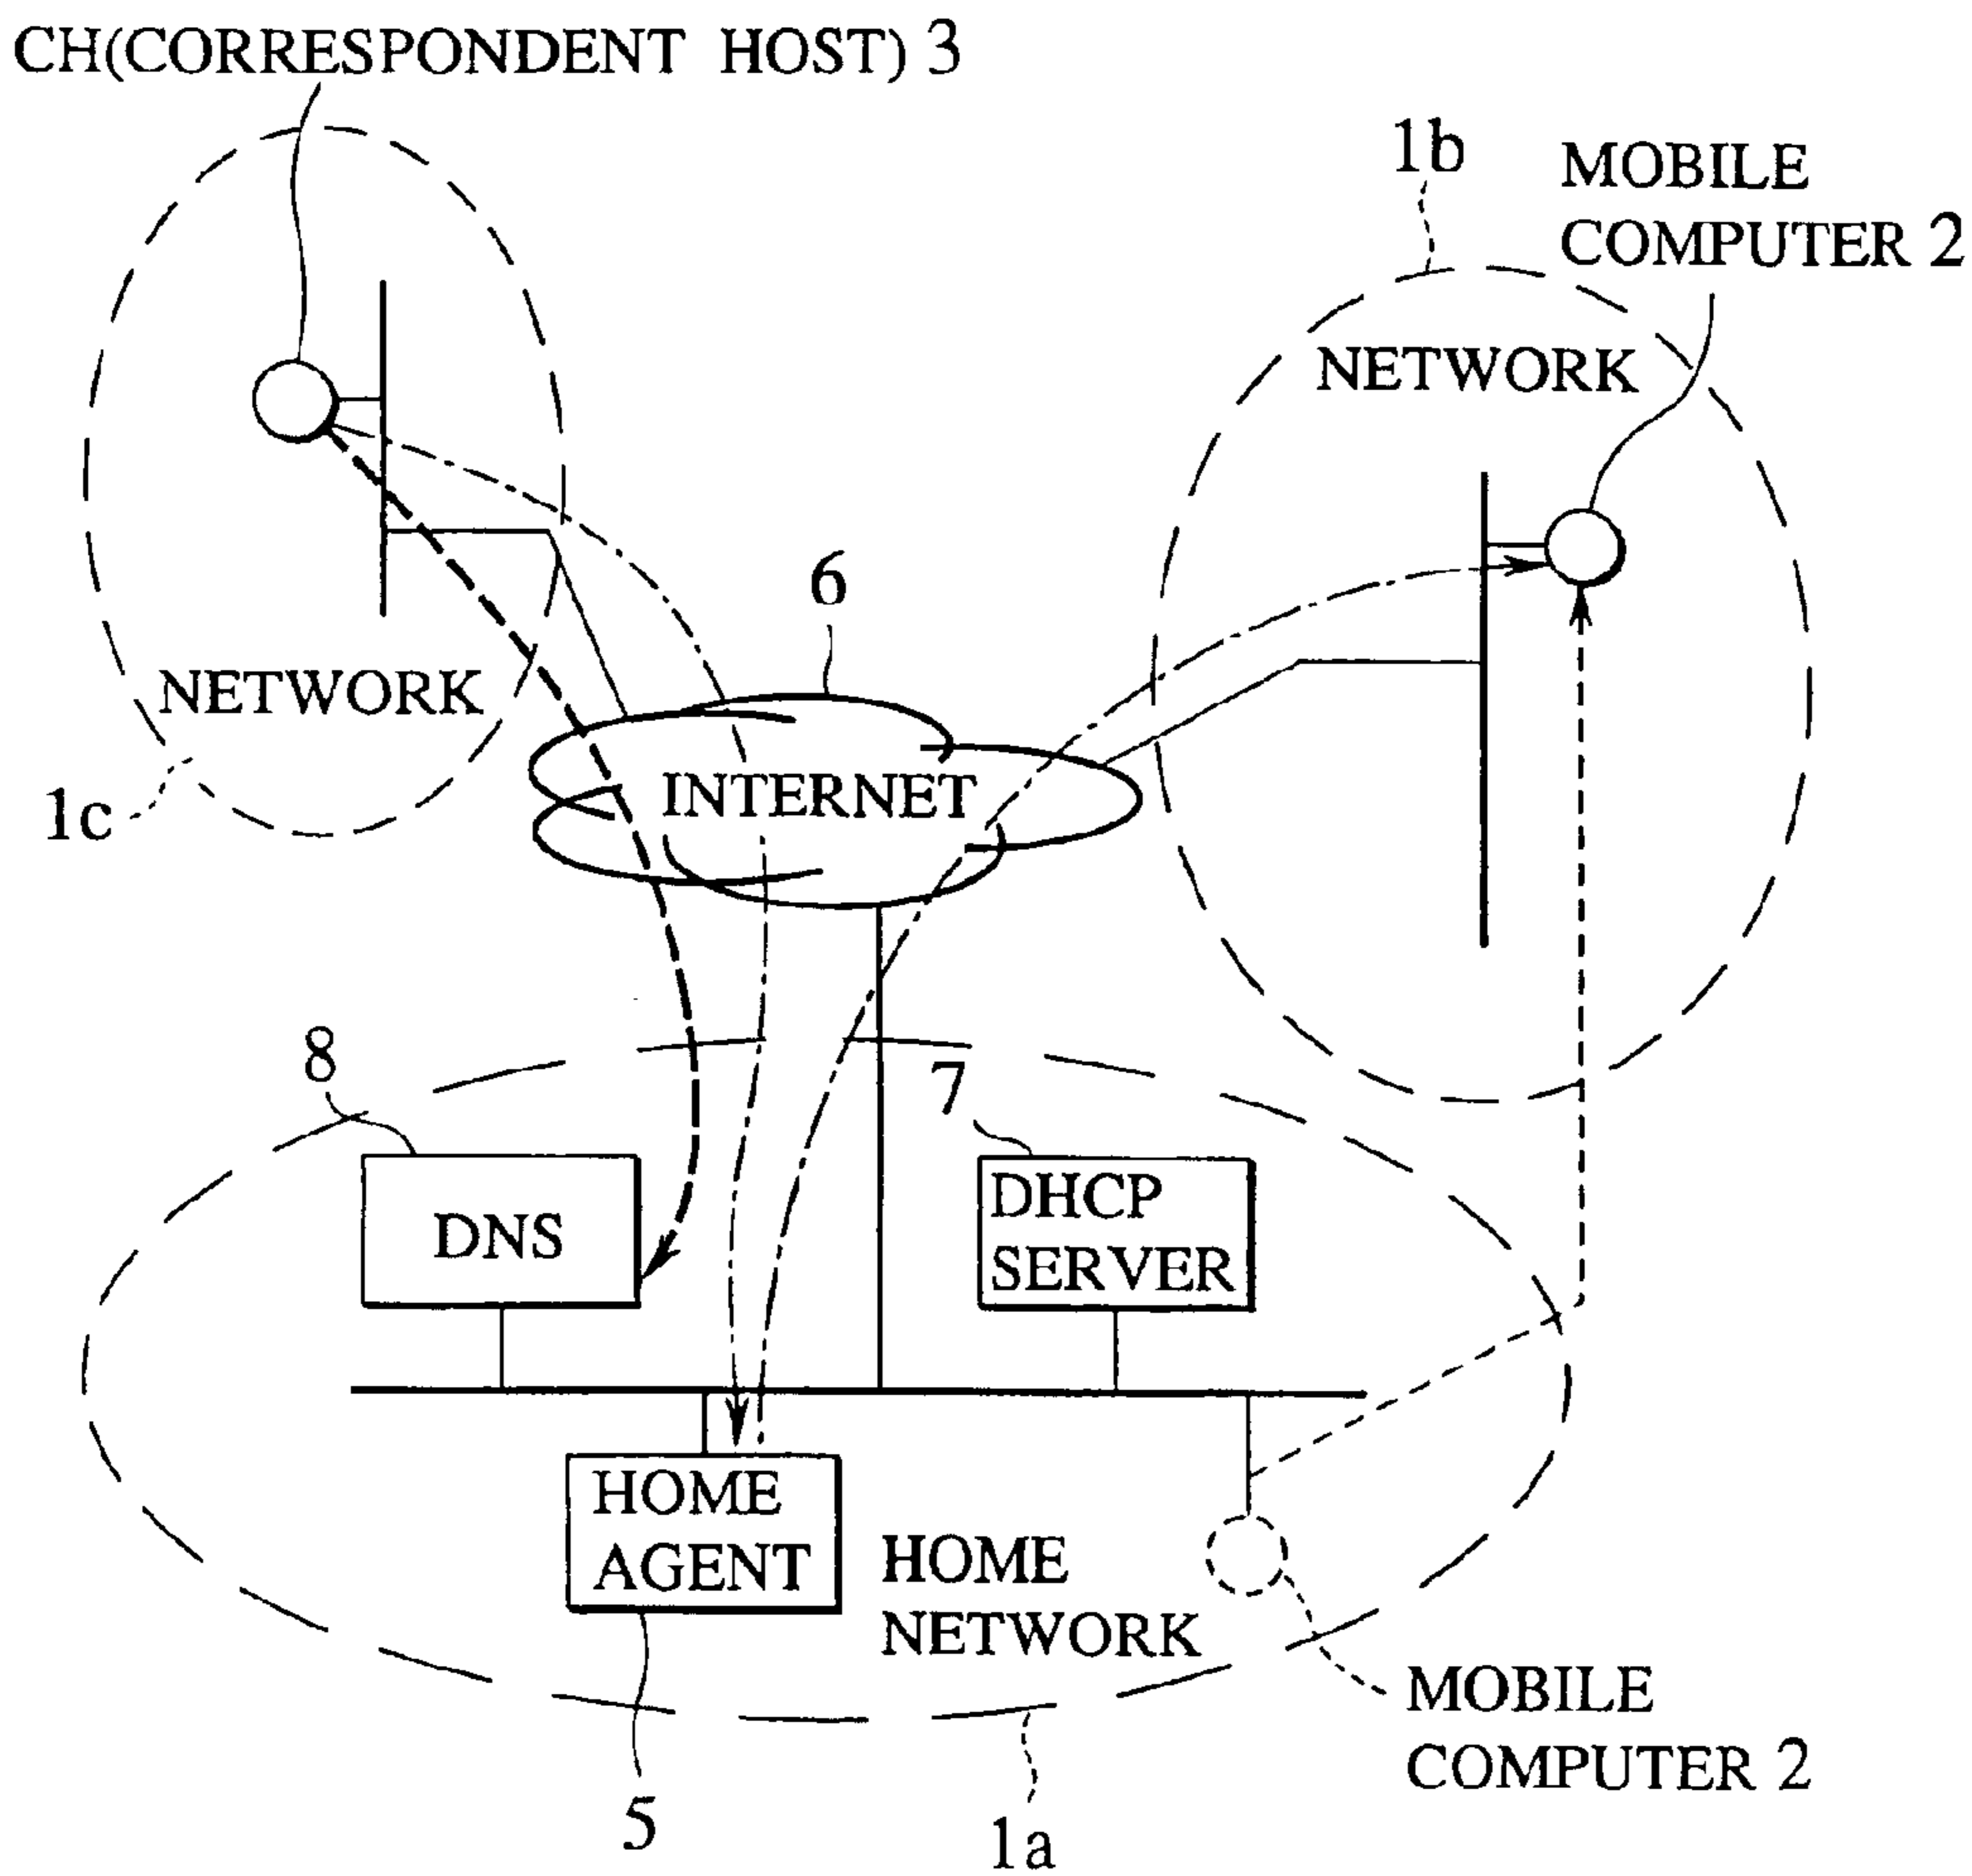 CH(CORRESPONDENT HOST) 3
1b
MOBILE
COMPUTER 2
NETWORK
6
NETWORK
INTERNET
1c
8
7
DNS
DHCP
SERVER
HOME
AGENT
HOME
NETWORK
MOBILE
COMPUTER 2
5
1a